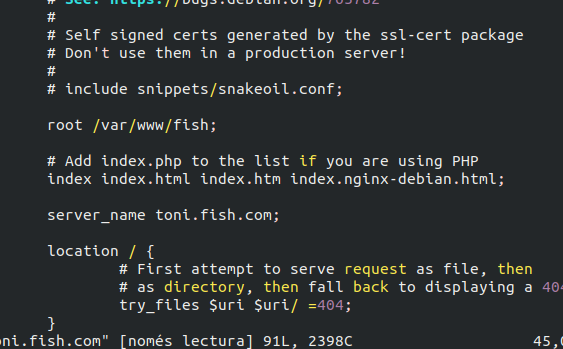 # See: https://bugs.debian.org/765782
#
# Self signed certs generated by the ssl-cert package
# Don't use them in a production server!
#
# include snippets/snakeoil.conf;
root /var/www/fish;
# Add index.php to the list if you are using PHP
index index.html index.htm index.nginx-debian.html;
server_name toni.fish.com;
location / {
# First attempt to serve request as file, then
# as directory, then fall back to displaying a 404
try_files $uri $uri/ =404;
}
oni.fish.com" [només lectura] 91L, 2398C 45,0